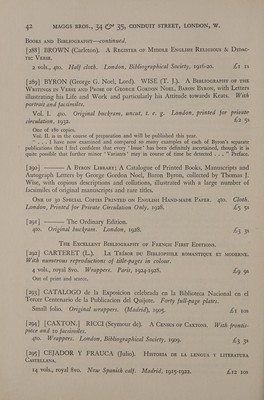 42 MAGGS BROS., 34 & 35, CONDUIT STREET, LONDON, W.
BOOKS AND BIBLIOGRAPHY—continued.
[288] BROWN (Carleton). A REGISTER OF MIDDLE ENGLISH RELIGIOUS & DIDAC-
TIC VERSE.
2 vols., 4to. Half cloth. London, Bibliographical Society, 1916-20. £1 1s
[289] BYRON (George G. Noel, Lord). WISE (T. J.). A BIBLIOGRAPHY OF THE
WRITINGS IN VERSE AND PROSE OF GEORGE GORDON NOEL, BARON BYRON, with Letters
illustrating his Life and Work and particularly his Attitude towards Keats. With
portrait and facsimiles.
Vol. I. 4to. Original buckram, uncut, t. e. g. London, printed for private
circulation, 1932. £2 5s
One of 180 copies.
Vol. II. is in the course of preparation and will be published this year.
" . . . I have now examined and compared so many examples of each of Byron's separate
publications that I feel confident that every 'Issue' has been definitely ascertained, though it is
quite possible that further minor 'Variants' may in course of time be detected . . ." Preface.
[290] ——— A BYRON LIBRARY: A Catalogue of Printed Books, Manuscripts and
Autograph Letters by George Gordon Noel, Baron Byron, collected by Thomas J.
Wise, with copious descriptions and collations, illustrated with a large number of
facsimiles of original manuscripts and rare titles.
ONE OF 30 SPECIAL COPIES PRINTED ON ENGLISH HAND-MADE PAPER. 4to. Cloth.
London, Printed for Private Circulation Only, 1928. £5 5s
[291] ——— The Ordinary Edition.
4to. Original buckram. London, 1928. £3 3s
THE EXCELLENT BIBLIOGRAPHY OF FRENCH FIRST EDITIONS.
[292] CARTERET (L.). LE TRÉSOR DU BIBLIOPHILE ROMANTIQUE ET MODERNE.
With numerous reproductions of title-pages in colour.
4 vols., royal 8vo. Wrappers. Paris, 1924-1928. £9 9s
Out of print and scarce.
[293] CATALOGO de la Exposicion celebrada en la Biblioteca Nacional en el
Tercer Centenario de la Publicacion del Quijote. Forty full-page plates.
Small folio. Original wrappers. (Madrid), 1905. £1 10s
[294] [CAXTON.] RICCI (Seymour de). A CENSUS OF CAXTONS. With frontis-
piece and 10 facsimiles.
4to. Wrappers. London, Bibliographical Society, 1909. £3 3s
[295] CEJADOR Y FRAUCA (Julio). HISTORIA DE LA LENGUA Y LITERATURA
CASTELLANA.
14 vols., royal 8vo. New Spanish calf. Madrid, 1915-1922. £12 10s